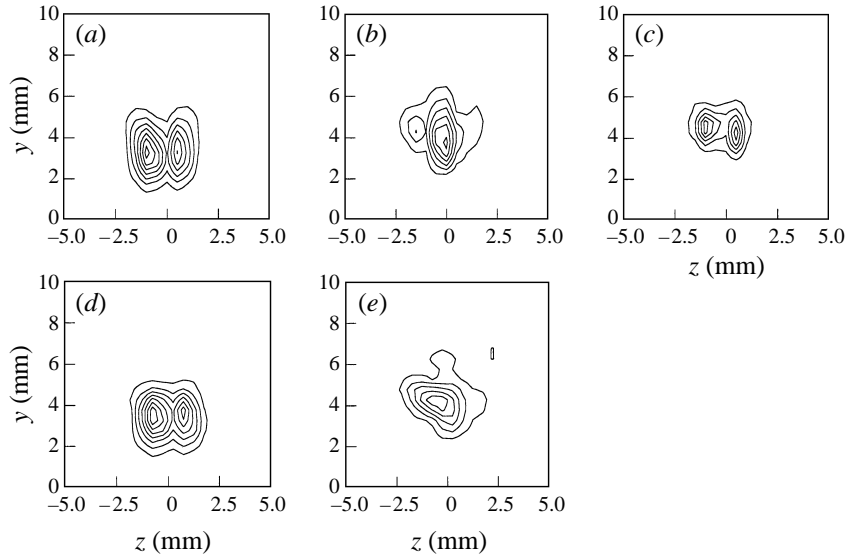 10 (a) 10 (b) 10 (c)
8 8 8
6 6 6
y (mm)
4 4 4
2 2 2
0 0 0
–5.0 –2.5 0 2.5 5.0 –5.0 –2.5 0 2.5 5.0 –5.0 –2.5 0 2.5 5.0
z (mm)
10 (d) 10 (e)
8 8
6 6
y (mm)
4 4
2 2
0 0
–5.0 –2.5 0 2.5 5.0 –5.0 –2.5 0 2.5 5.0
z (mm) z (mm)